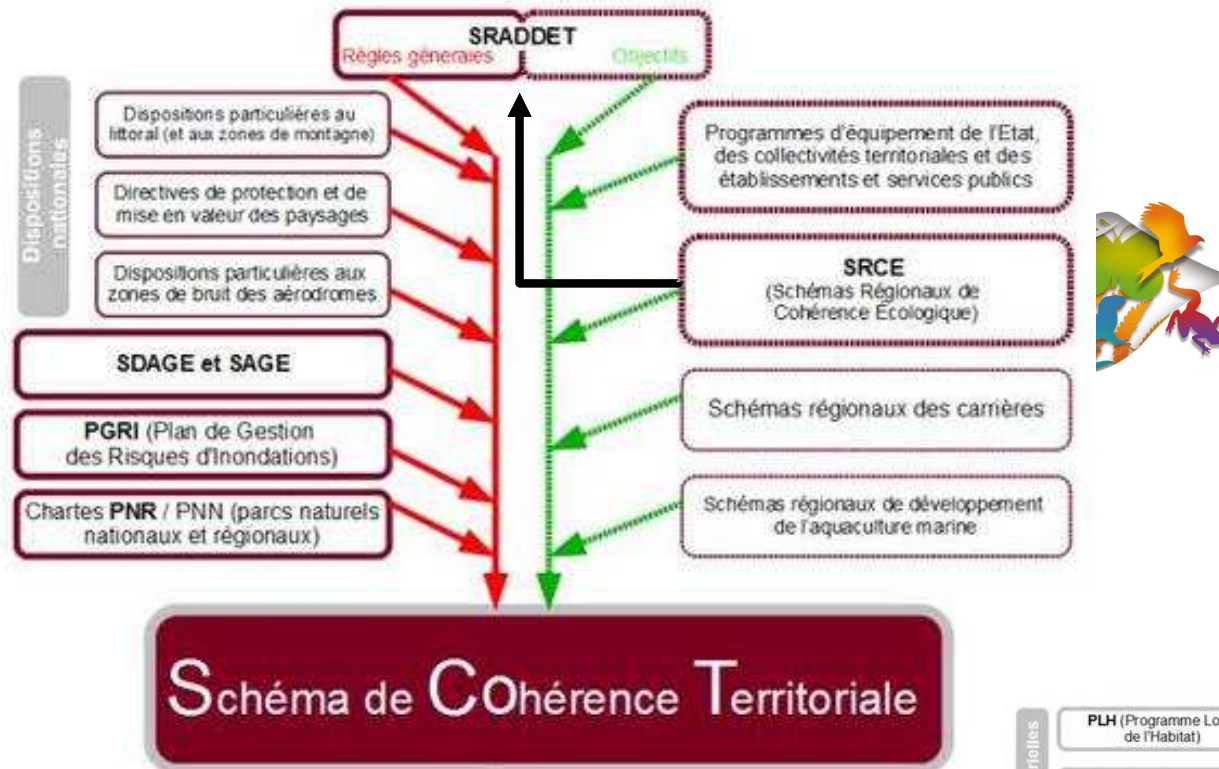 SRADDET
Règles génerales
Objectifs
Dispositions
nationales
Dispositions particulières au
littoral (et aux zones de montagne)
Directives de protection et de
mise en valeur des paysages
Dispositions particulières aux
zones de bruit des aérodromes
SDAGE et SAGE
PGRI (Plan de Gestion
des Risques d'Inondations)
Chartes PNR / PNN (parcs naturels
nationaux et régionaux)
Programmes d'équipement de l'Etat,
des collectivités territoriales et des
établissements et services publics
SRCE
(Schémas Régionaux de
Cohérence Écologique)
Schémas régionaux des carrières
Schémas régionaux de développement
de l'aquaculture marine
Schéma de COhérence Territoriale
PLH (Programme Lo
de l'Habitat)
rielles